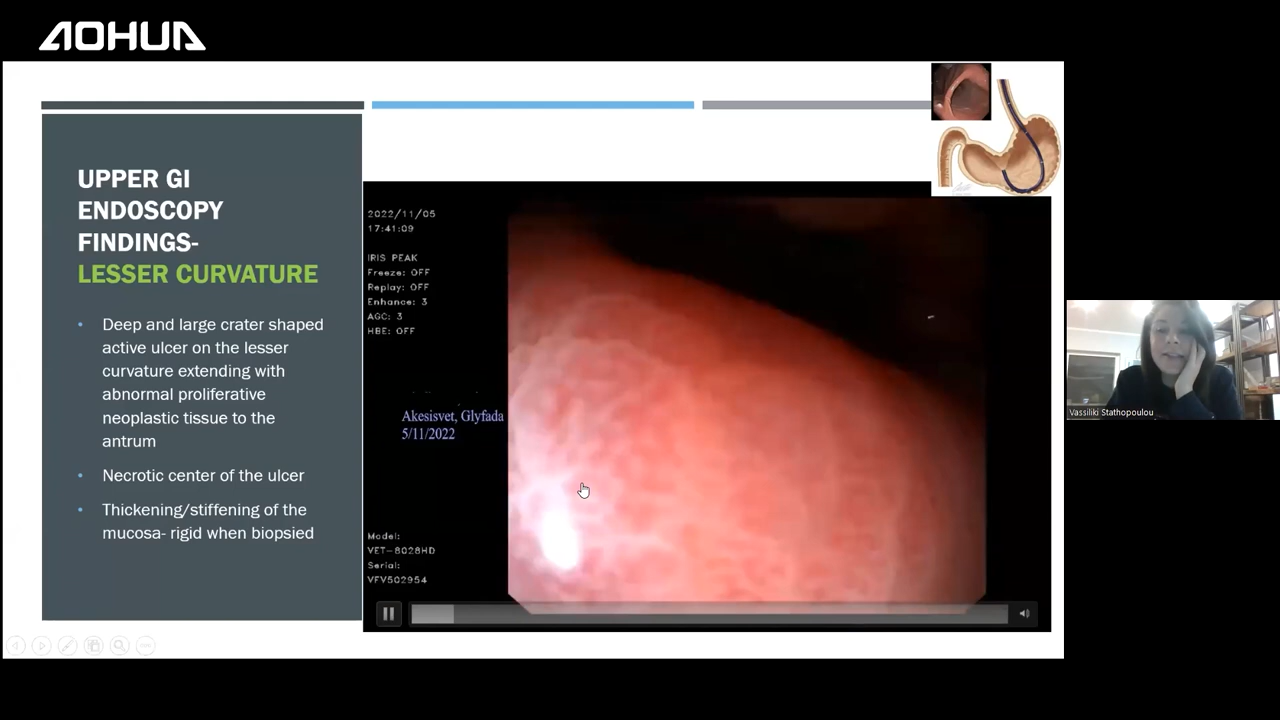 AOHUA
UPPER GI
ENDOSCOPY
FINDINGS-
LESSER CURVATURE
• Deep and large crater shaped
active ulcer on the lesser
curvature extending with
abnormal proliferative
neoplastic tissue to the
antrum
• Necrotic center of the ulcer
• Thickening/stiffening of the
mucosa- rigid when biopsied
2022/11/05
17:41:09
IRIS PEAK
Freeze: OFF
Replay: OFF
Enhance: 3
AGC: 3
HBE: OFF
Akesisvet, Glyfada
5/11/2022
Model:
VET-8028HD
Serial:
VFV502954
Vassiliki Stathopoulou